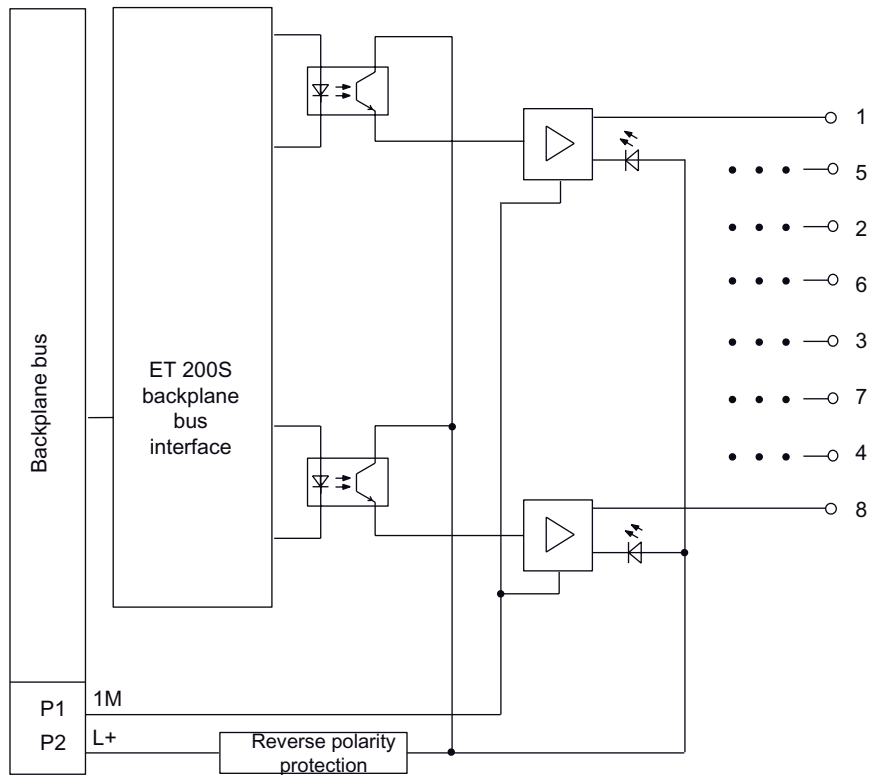 Backplane bus
ET 200S
backplane
bus
interface
1
5
2
6
3
7
4
8
P1
1M
P2
L+
Reverse polarity
protection